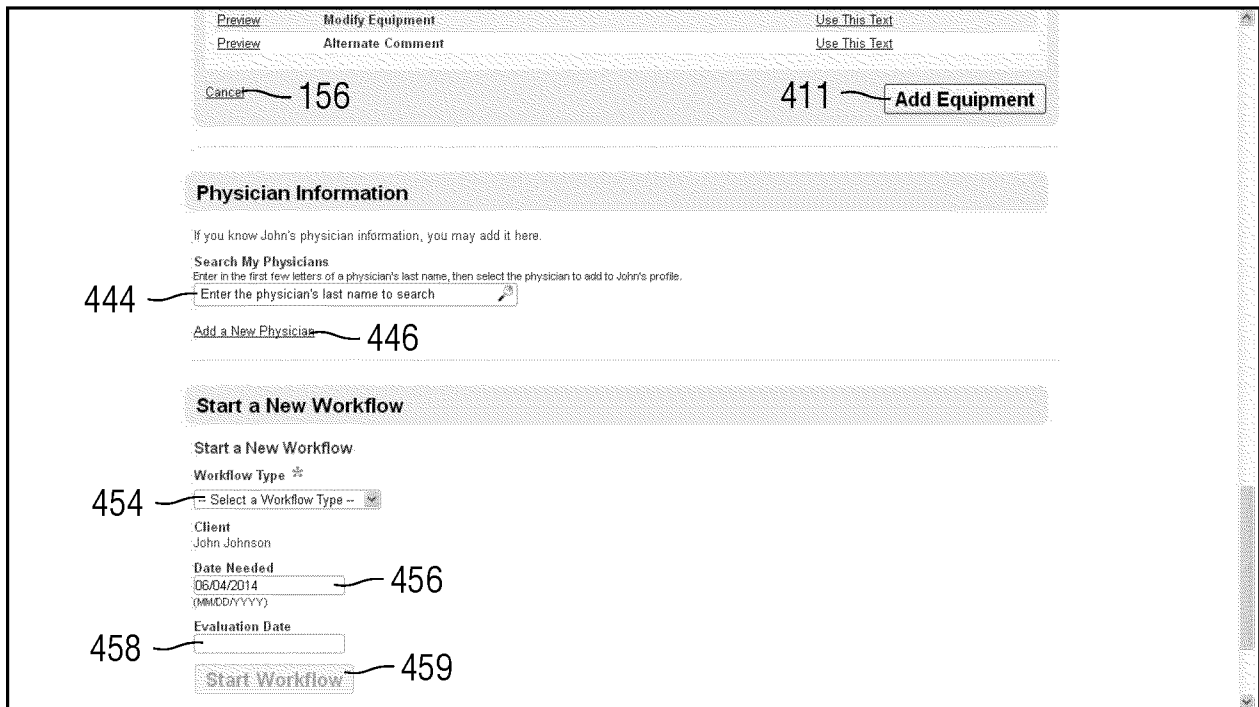 Preview Modify Equipment Use This Text
Preview Alternate Comment Use This Text
Cancel 156 411 Add Equipment
Physician Information
If you know John's physician information, you may add it here.
Search My Physicians
Enter in the first few letters of a physician's last name, then select the physician to add to John's profile.
444 Enter the physician's last name to search
Add a New Physician 446
Start a New Workflow
Start a New Workflow
Workflow Type *
454 -- Select a Workflow Type --
Client
John Johnson
Date Needed
06/04/2014 456
(MM/DD/YYYY)
Evaluation Date
458
Start Workflow 459